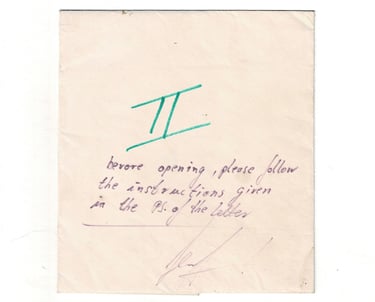 II
bevore opening, please follow
the instructions given
in the PS. of the letter